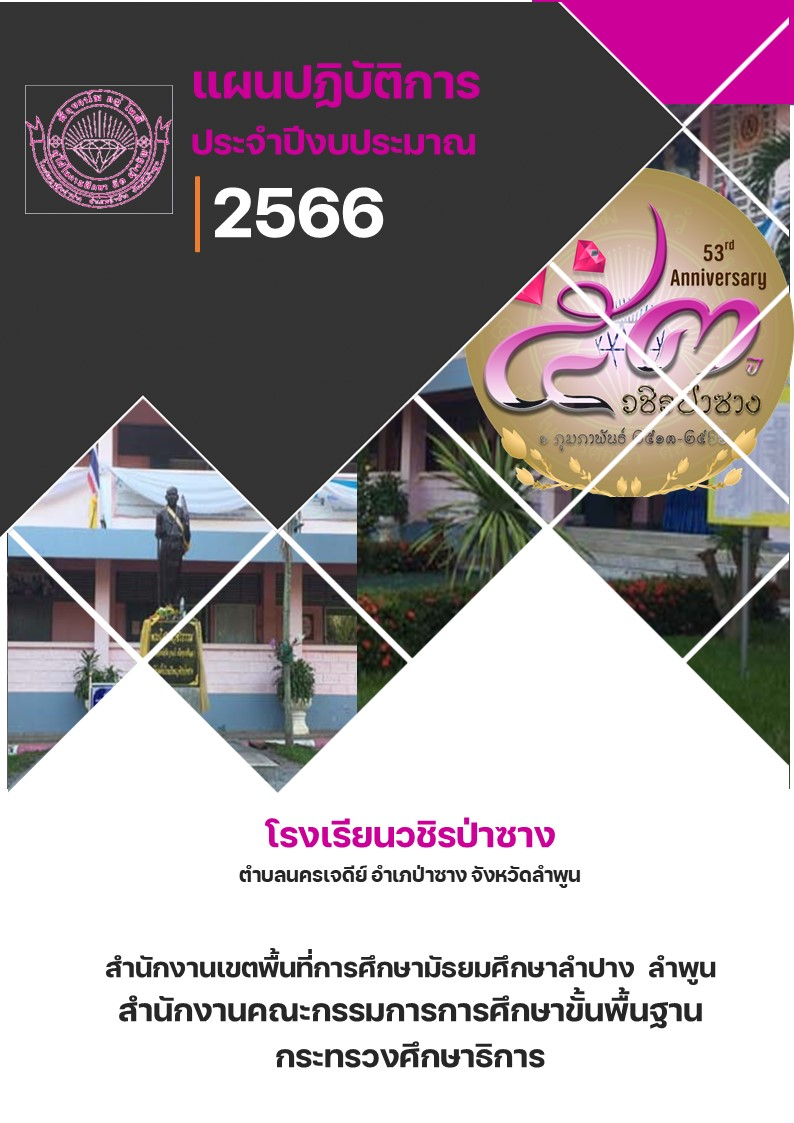 แผนปฏิบัติการ
ประจำปีงบประมาณ
2566
53rd
Anniversary
๕๓
ปี
วชิรป่าซาง
โรงเรียนวชิรป่าซาง
ตำบลนครเจดีย์ อำเภป่าซาง จังหวัดลำพูน
สำนักงานเขตพื้นที่การศึกษามัธยมศึกษาลำปาง ลำพูน
สำนักงานคณะกรรมการการศึกษาขั้นพื้นฐาน
กระทรวงศึกษาธิการ